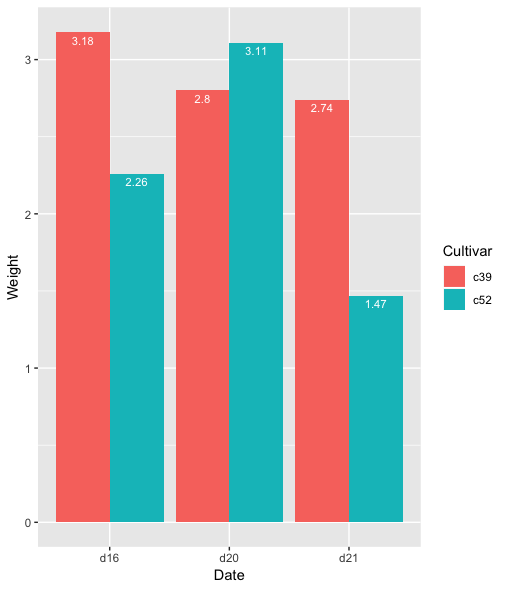 3.18
2.8
3.11
2.74
2.26
1.47
3
2
1
0
Weight
d16
d20
d21
Date
Cultivar
c39
c52